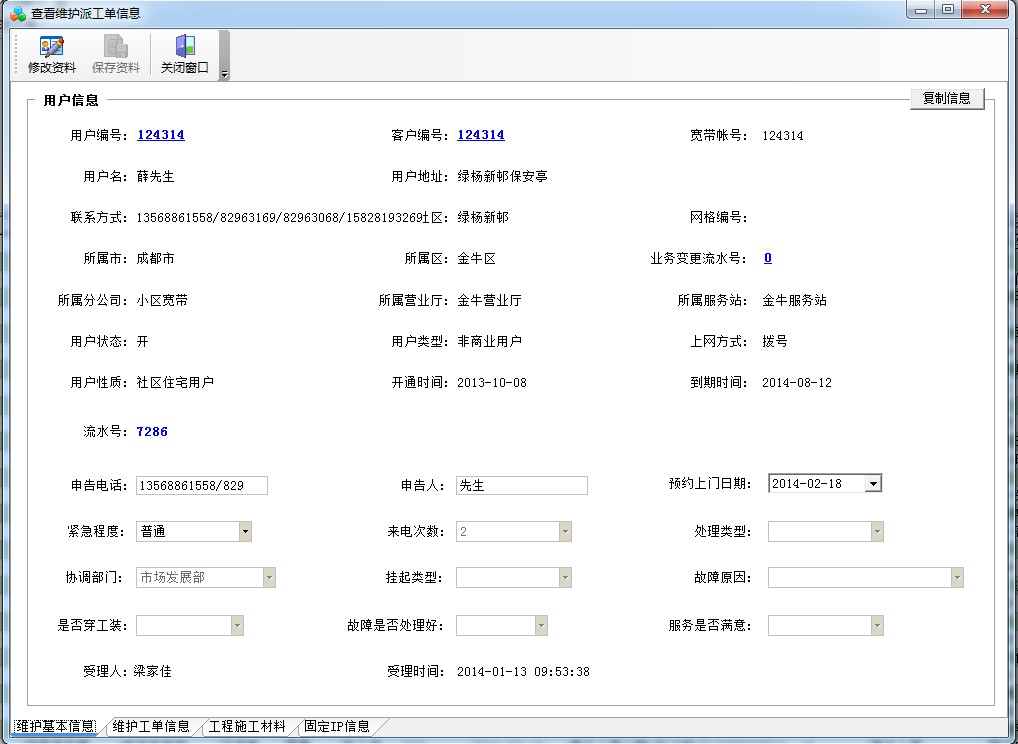 查看维护派工单信息
修改资料 保存资料 关闭窗口
用户信息 复制信息
用户编号: 124314 客户编号: 124314 宽带帐号: 124314
用户名: 薛先生 用户地址: 绿杨新邨保安亭
联系方式: 13568861558/82963169/82963068/15828193269 社区: 绿杨新邨 网格编号:
所属市: 成都市 所属区: 金牛区 业务变更流水号: 0
所属分公司: 小区宽带 所属营业厅: 金牛营业厅 所属服务站: 金牛服务站
用户状态: 开 用户类型: 非商业用户 上网方式: 拨号
用户性质: 社区住宅用户 开通时间: 2013-10-08 到期时间: 2014-08-12
流水号: 7286
申告电话: 13568861558/829 申告人: 先生 预约上门日期: 2014-02-18
紧急程度: 普通 来电次数: 2 处理类型:
协调部门: 市场发展部 挂起类型: 故障原因:
是否穿工装: 故障是否处理好: 服务是否满意:
受理人: 梁家佳 受理时间: 2014-01-13 09:53:38
维护基本信息 维护工单信息 工程施工材料 固定IP信息